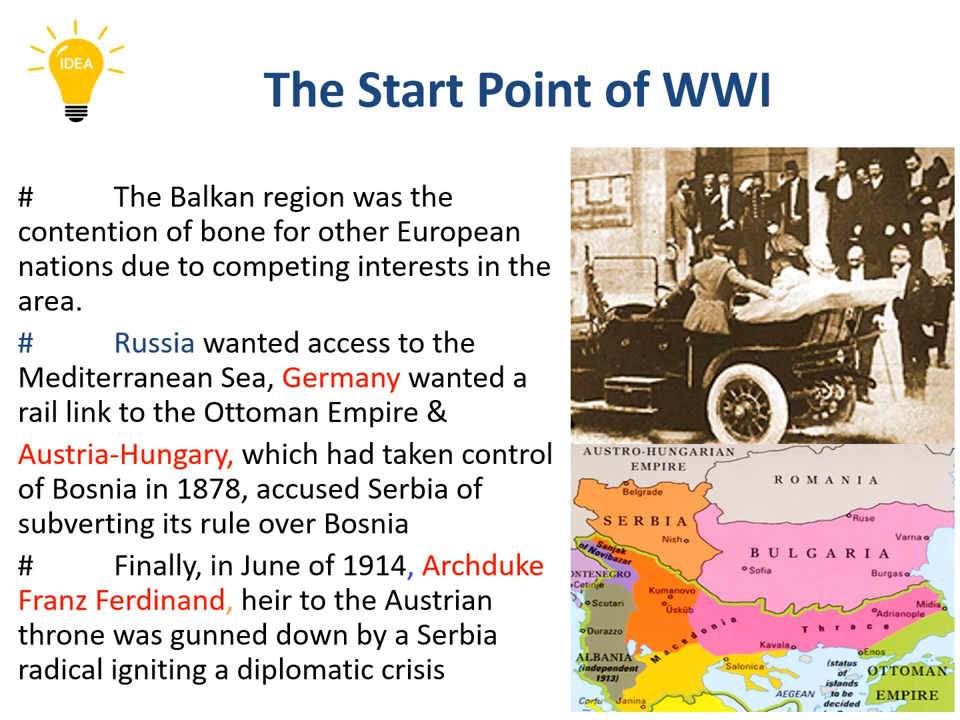 IDEA
The Start Point of WWI
# The Balkan region was the
contention of bone for other European
nations due to competing interests in the
area.
# Russia wanted access to the
Mediterranean Sea, Germany wanted a
rail link to the Ottoman Empire &
Austria-Hungary, which had taken control
of Bosnia in 1878, accused Serbia of
subverting its rule over Bosnia
# Finally, in June of 1914, Archduke
Franz Ferdinand, heir to the Austrian
throne was gunned down by a Serbia
radical igniting a diplomatic crisis
AUSTRO-HUNGARIAN
EMPIRE
ROMANIA
Belgrade
SERBIA
Ruse
Nish
Varna
BULGARIA
Sanjak
of Novibazar
Sofia
Burgas
ONTENEGRO
Cetinje
Kumanovo
Scutari
Üsküb
Midia
Adrianople
Macedonia
Thrace
Durazzo
Kavala
Enos
ALBANIA
(independent
1913)
Salonica
(status
of
islands
to be
decided
OTTOMAN
EMPIRE
AEGEAN
Corfu
Janina